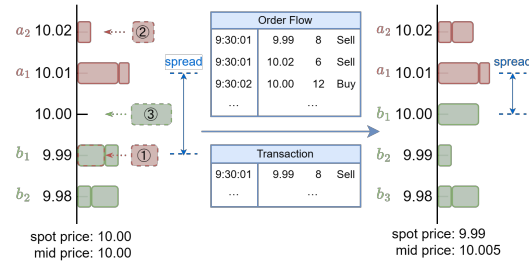 a2 10.02 ②
a1 10.01
spread
10.00 ③
b1 9.99 ①
b2 9.98
spot price: 10.00
mid price: 10.00
Order Flow
9:30:01 9.99 8 Sell
9:30:01 10.02 6 Sell
9:30:02 10.00 12 Buy
... ...
Transaction
9:30:01 9.99 8 Sell
... ...
a2 10.02
a1 10.01
spread
b1 10.00
b2 9.99
b3 9.98
spot price: 9.99
mid price: 10.005